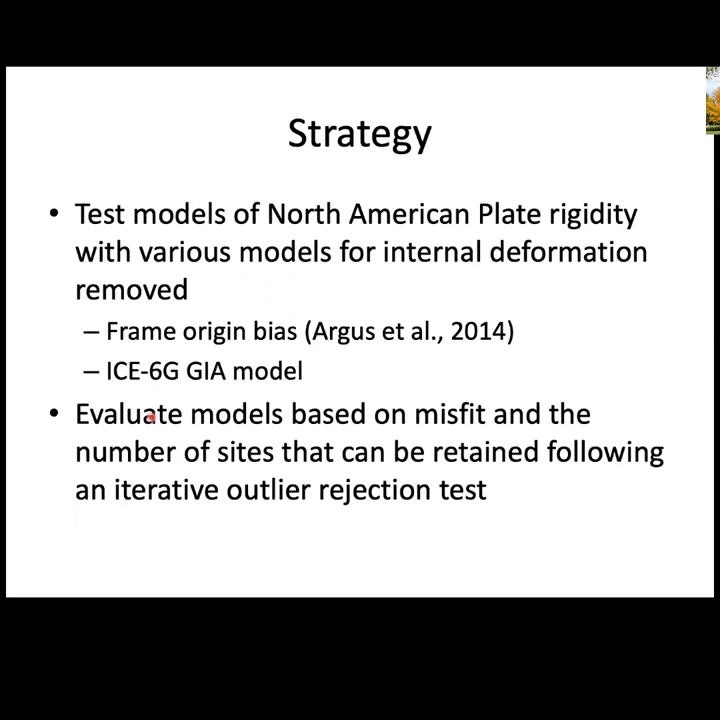 Strategy
• Test models of North American Plate rigidity
with various models for internal deformation
removed
– Frame origin bias (Argus et al., 2014)
– ICE-6G GIA model
• Evaluate models based on misfit and the
number of sites that can be retained following
an iterative outlier rejection test